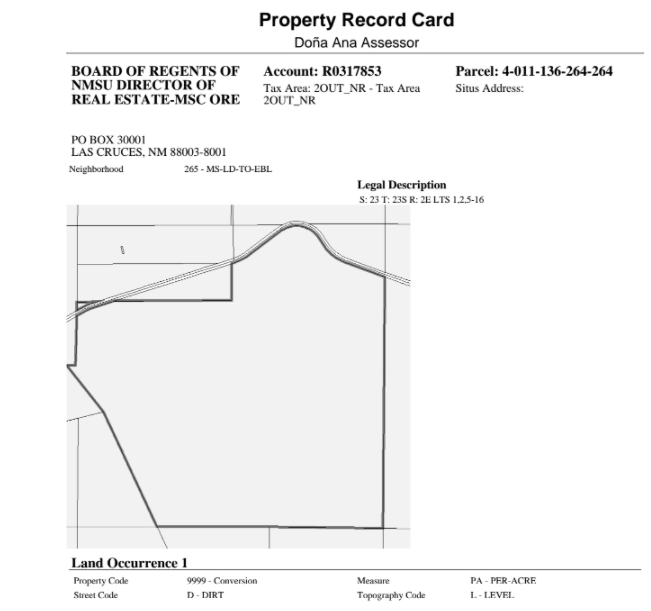 Property Record Card
Doña Ana Assessor
BOARD OF REGENTS OF
NMSU DIRECTOR OF
REAL ESTATE-MSC ORE
Account: R0317853
Tax Area: 2OUT_NR - Tax Area
2OUT_NR
Parcel: 4-011-136-264-264
Situs Address:
PO BOX 30001
LAS CRUCES, NM 88003-8001
Neighborhood 265 - MS-LD-TO-EBL
Legal Description
S: 23 T: 23S R: 2E LTS 1,2,5-16
Land Occurrence 1
Property Code 9999 - Conversion Measure PA - PER-ACRE
Street Code D - DIRT Topography Code L - LEVEL